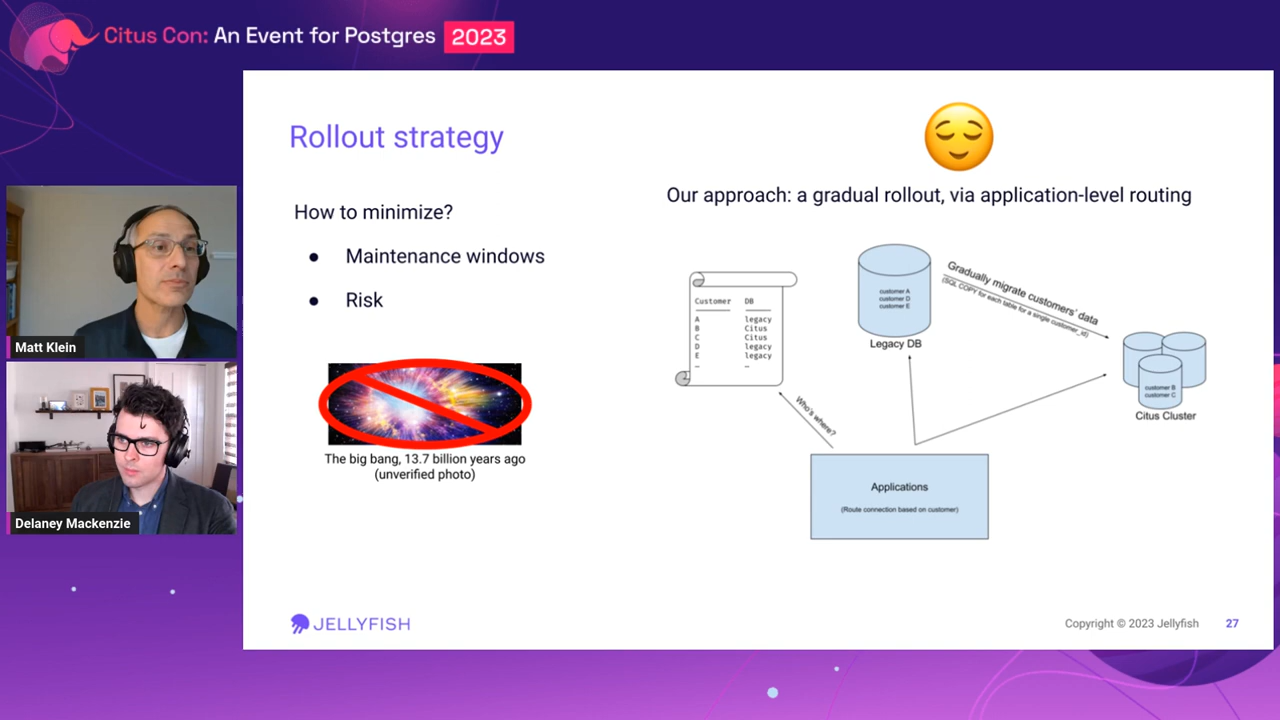 Citus Con: An Event for Postgres 2023
Rollout strategy
How to minimize?
● Maintenance windows
● Risk
The big bang, 13.7 billion years ago
(unverified photo)
Our approach: a gradual rollout, via application-level routing
Customer DB
A legacy
B Citus
C Citus
D legacy
E legacy
… …
Who's where?
customer A
customer D
customer E
Legacy DB
Gradually migrate customers' data
(SQL COPY for each table for a single customer_id)
customer B
customer C
Citus Cluster
Applications
(Route connection based on customer)
Matt Klein
Delaney Mackenzie
JELLYFISH
Copyright © 2023 Jellyfish 27